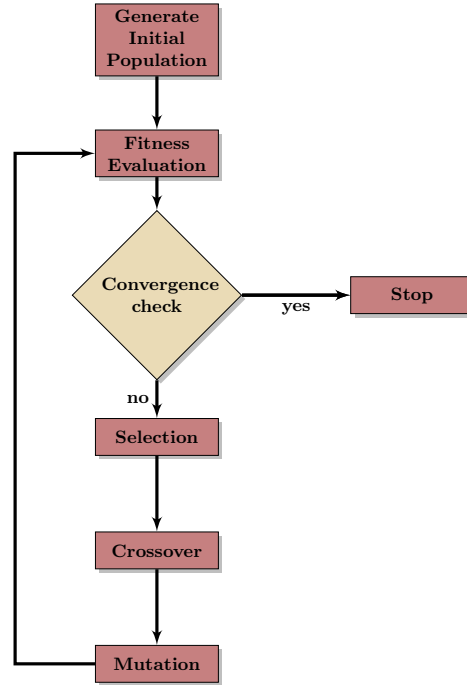 Generate
Initial
Population
Fitness
Evaluation
Convergence
check
yes
Stop
no
Selection
Crossover
Mutation